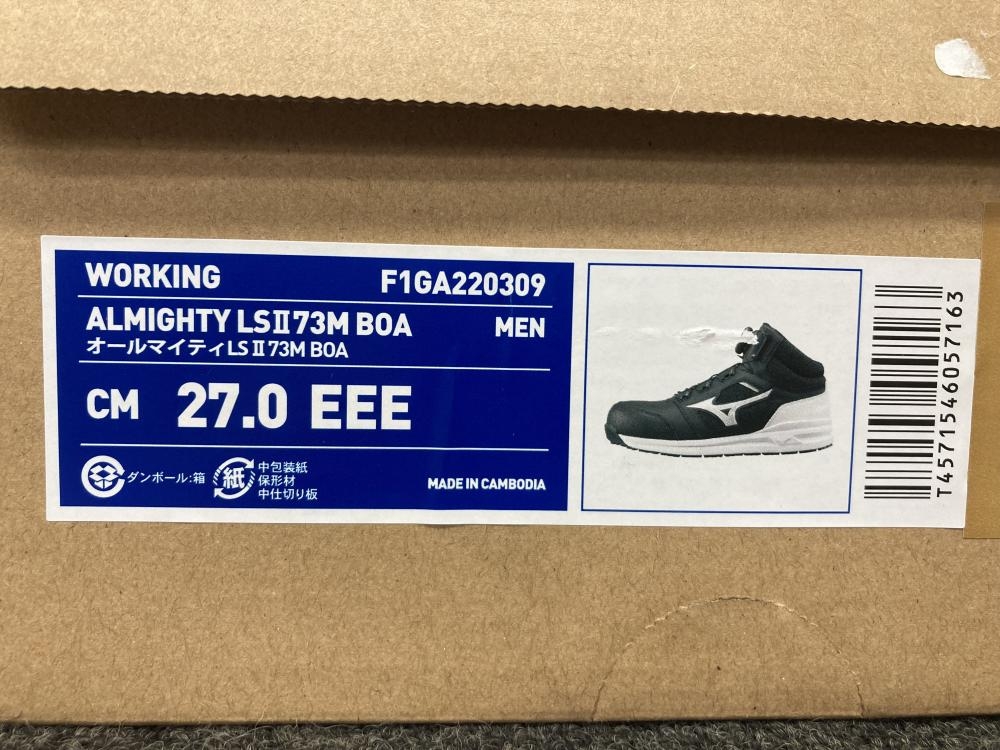 WORKING F1GA220309
ALMIGHTY LSⅡ73M BOA MEN
オールマイティLSⅡ73M BOA
CM 27.0 EEE
ダンボール:箱
紙
中包装紙
保形材
中仕切り板
MADE IN CAMBODIA
T4571546057163